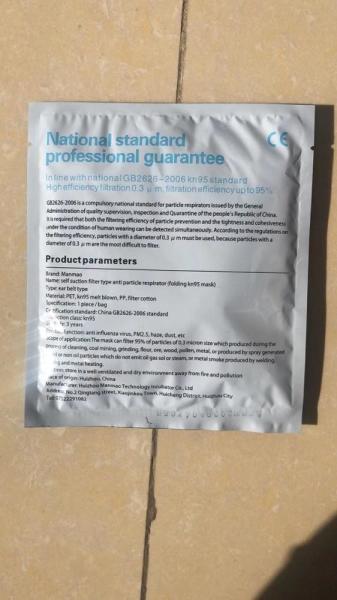 National standard
professional guarantee
CE
In line with national GB2626-2006 kn95 standard
High efficiency filtration 0.3 μm, filtration efficiency up to 95%
GB2626-2006 is a compulsory national standard for particle respirators issued by the General
Administration of quality supervision, inspection and Quarantine of the people's Republic of China.
It is required that both the filtering efficiency of particle prevention and the tightness and cohesiveness
under the condition of human wearing can be detected simultaneously. According to the regulations on
the filtering efficiency, particles with a diameter of 0.3 μm must be used, because particles with a
diameter of 0.3 μm are the most difficult to filter.
Product parameters
Brand: Manmao
Name: self suction filter type anti particle respirator (folding kn95 mask)
Type: ear belt type
Material: PET, kn95 melt blown, PP, filter cotton
Specification: 1 piece / bag
Certification standard: China GB2626-2006 standard
class: kn95
3 years
function: anti influenza virus, PM2.5, haze, dust, etc
scope of application: The mask can filter 95% of particles of 0.3 micron size which produced during the
of cleaning, coal mining, grinding, flour, ore, wood, pollen, metal, or produced by spray generated
or non oil particles which do not emit oil gas sol or steam, or metal smoke produced by welding,
and metal heating.
store in a well ventilated and dry environment away from fire and pollution
Place of origin: Huizhou, China
Manufacturer: Huizhou Manmao Technology Incubator Co., Ltd
Address: No.2 Qingtang street, Xiaojinkou Town, Huicheng District, Huizhou City
Tel: 07522291982